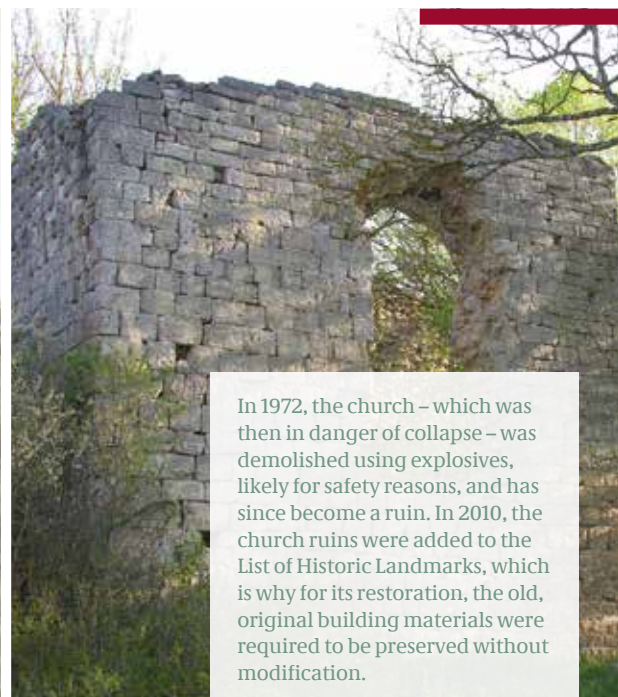 In 1972, the church – which was
then in danger of collapse – was
demolished using explosives,
likely for safety reasons, and has
since become a ruin. In 2010, the
church ruins were added to the
List of Historic Landmarks, which
is why for its restoration, the old,
original building materials were
required to be preserved without
modification.